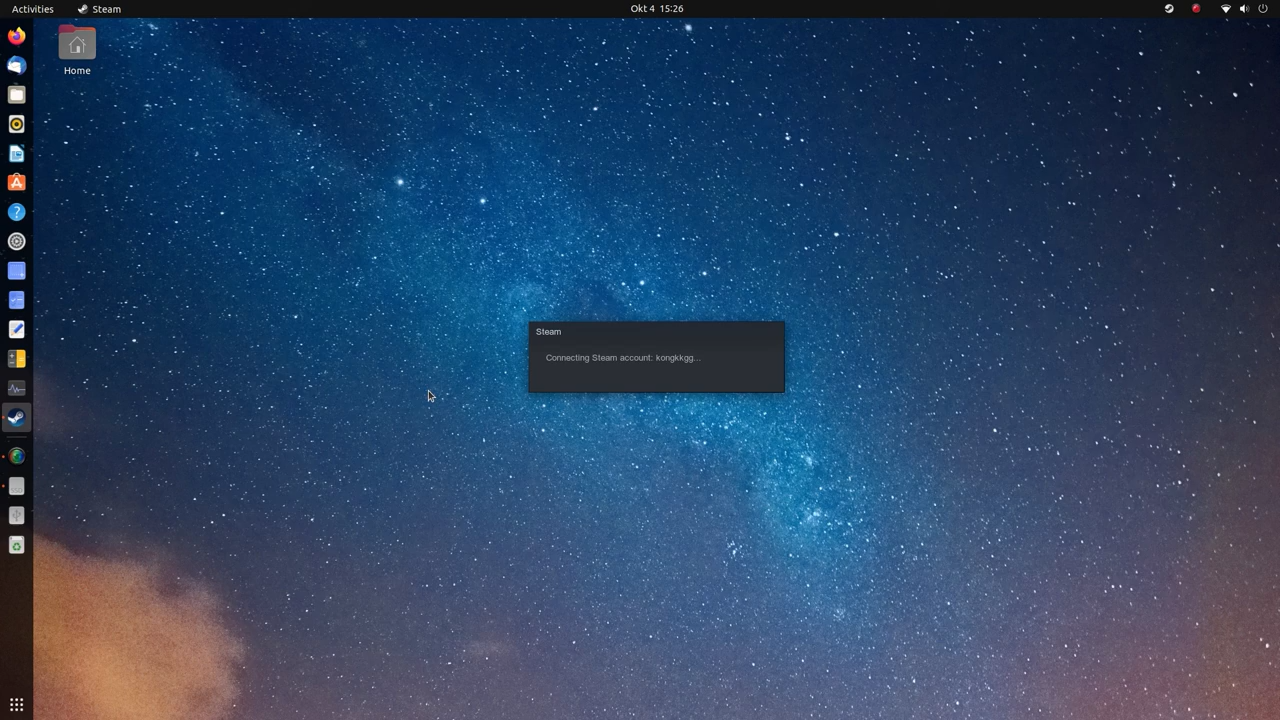 Activities
Steam
Okt 4 15:26
Home
Steam
Connecting Steam account: kongkkgg...